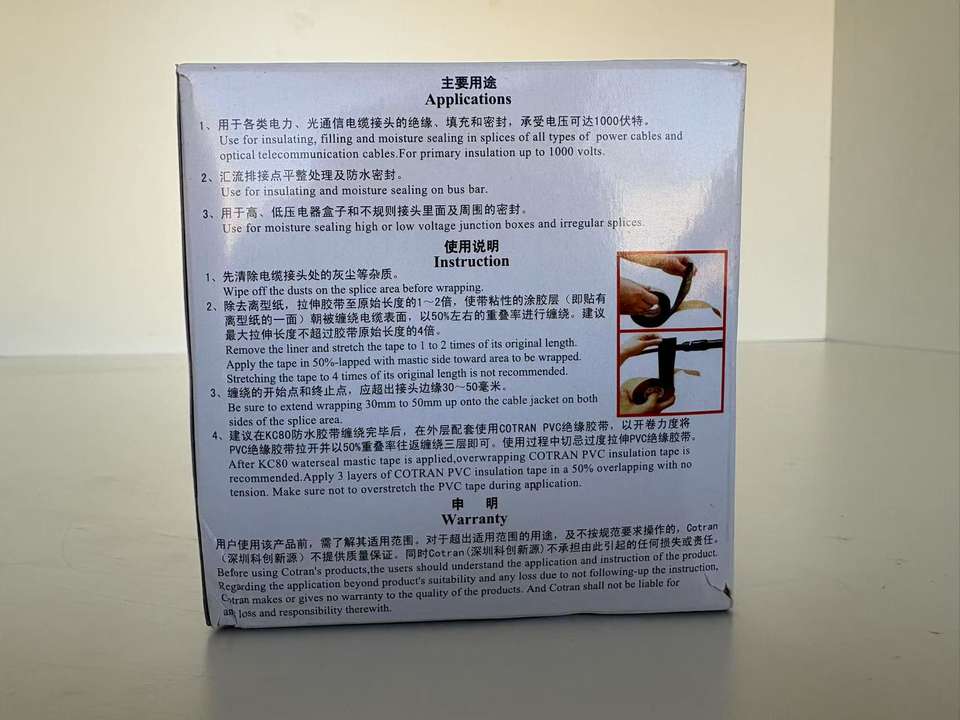 主要用途
Applications
1、用于各类电力、光通信电缆接头的绝缘、填充和密封，承受电压可达1000伏特。
Use for insulating, filling and moisture sealing in splices of all types of power cables and
optical telecommunication cables.For primary insulation up to 1000 volts.
2、汇流排接点平整处理及防水密封。
Use for insulating and moisture sealing on bus bar.
3、用于高、低压电器盒子和不规则接头里面及周围的密封。
Use for moisture sealing high or low voltage junction boxes and irregular splices.
使用说明
Instruction
1、先清除电缆接头处的灰尘等杂质。
Wipe off the dusts on the splice area before wrapping.
2、除去离型纸，拉伸胶带至原始长度的1～2倍，使带粘性的涂胶层（即贴有
离型纸的一面）朝被缠绕电缆表面，以50%左右的重叠率进行缠绕。建议
最大拉伸长度不超过胶带原始长度的4倍。
Remove the liner and stretch the tape to 1 to 2 times of its original length.
Apply the tape in 50%-lapped with mastic side toward area to be wrapped.
Stretching the tape to 4 times of its original length is not recommended.
3、缠绕的开始点和终止点，应超出接头边缘30～50毫米。
Be sure to extend wrapping 30mm to 50mm up onto the cable jacket on both
sides of the splice area.
4、建议在KC80防水胶带缠绕完毕后，在外层配套使用COTRAN PVC绝缘胶带，以开卷力度将
PVC绝缘胶带拉开并以50%重叠率往返缠绕三层即可。使用过程中切忌过度拉伸PVC绝缘胶带。
After KC80 waterseal mastic tape is applied,overwrapping COTRAN PVC insulation tape is
recommended.Apply 3 layers of COTRAN PVC insulation tape in a 50% overlapping with no
tension. Make sure not to overstretch the PVC tape during application.
申 明
Warranty
用户使用该产品前，需了解其适用范围。对于超出适用范围的用途，及不按规范要求操作的，Cotran
（深圳科创新源）不提供质量保证。同时Cotran(深圳科创新源)不承担由此引起的任何损失或责任。
Before using Cotran's products,the users should understand the application and instruction of the product.
Regarding the application beyond product's suitability and any loss due to not following-up the instruction,
Cotran makes or gives no warranty to the quality of the products. And Cotran shall not be liable for
any loss and responsibility therewith.